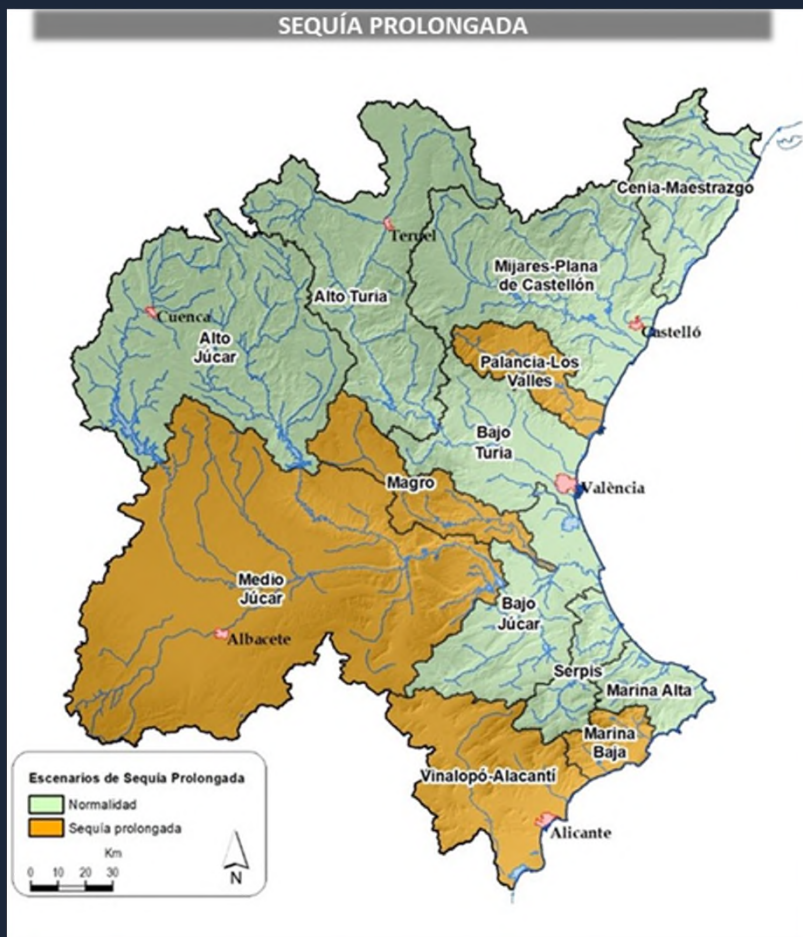 SEQUÍA PROLONGADA
Cenia-Maestrazgo
Teruel
Mijares-Plana
de Castellón
Alto Turia
Cuenca
Castelló
Alto
Júcar
Palancia-Los
Valles
Bajo
Turia
Magro
València
Medio
Júcar
Bajo
Júcar
Albacete
Serpis
Marina Alta
Marina
Baja
Vinalopó-Alacantí
Alicante
Escenarios de Sequía Prolongada
Normalidad
Sequía prolongada
Km
0 10 20 30
N